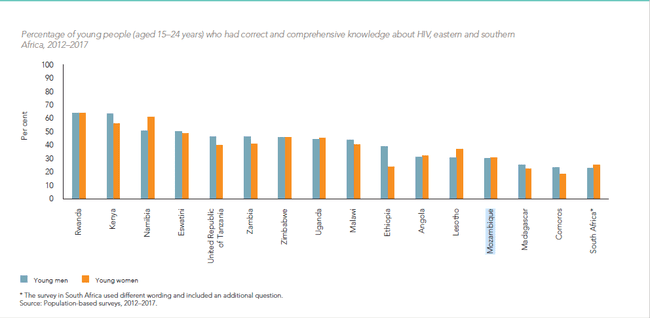 Percentage of young people (aged 15–24 years) who had correct and comprehensive knowledge about HIV, eastern and southern
Africa, 2012–2017
Per cent
100
90
80
70
60
50
40
30
20
10
0
Rwanda
Kenya
Namibia
Eswatini
United Republic
of Tanzania
Zambia
Zimbabwe
Uganda
Malawi
Ethiopia
Angola
Lesotho
Mozambique
Madagascar
Comoros
South Africa*
Young men
Young women
* The survey in South Africa used different wording and included an additional question.
Source: Population-based surveys, 2012–2017.